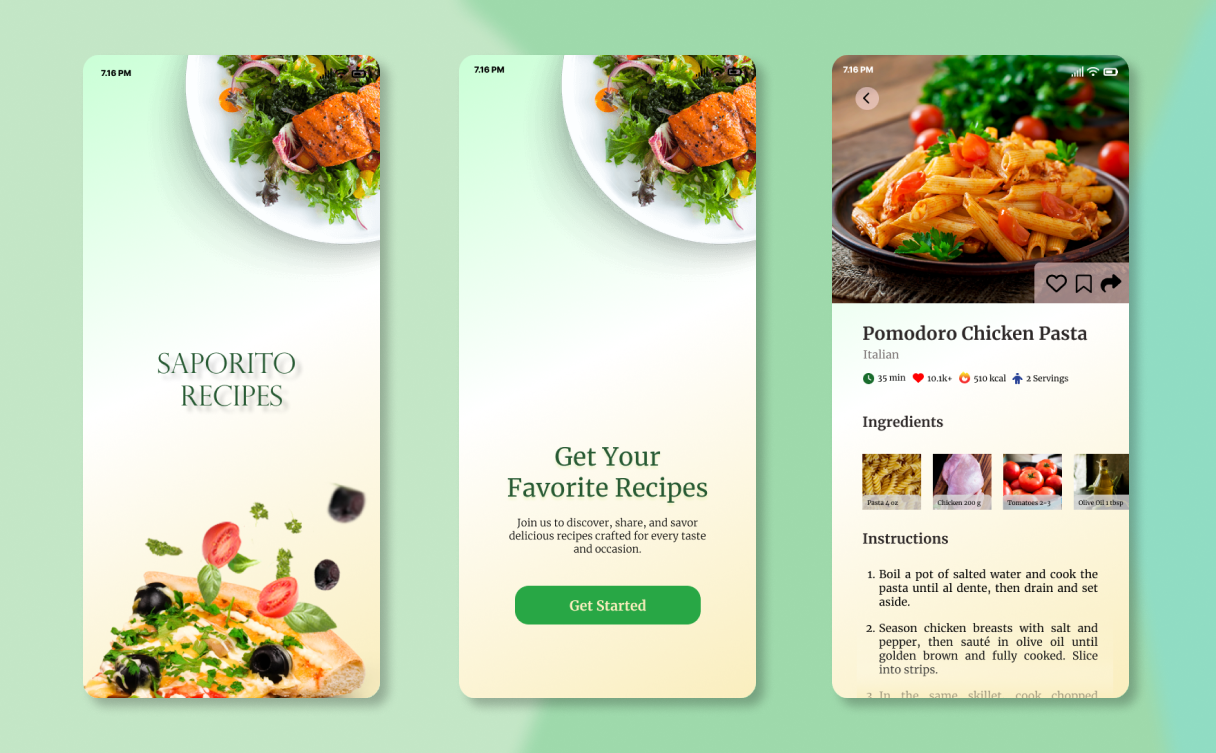 7.16 PM
SAPORITO
RECIPES
7.16 PM
Get Your
Favorite Recipes
Join us to discover, share, and savor
delicious recipes crafted for every taste
and occasion.
Get Started
7.16 PM
Pomodoro Chicken Pasta
Italian
35 min 10.1k+ 510 kcal 2 Servings
Ingredients
Pasta 4 oz Chicken 200 g Tomatoes 2-3 Olive Oil 1 tbsp
Instructions
1. Boil a pot of salted water and cook the
pasta until al dente, then drain and set
aside.
2. Season chicken breasts with salt and
pepper, then sauté in olive oil until
golden brown and fully cooked. Slice
into strips.
3. In the same skillet, cook chopped